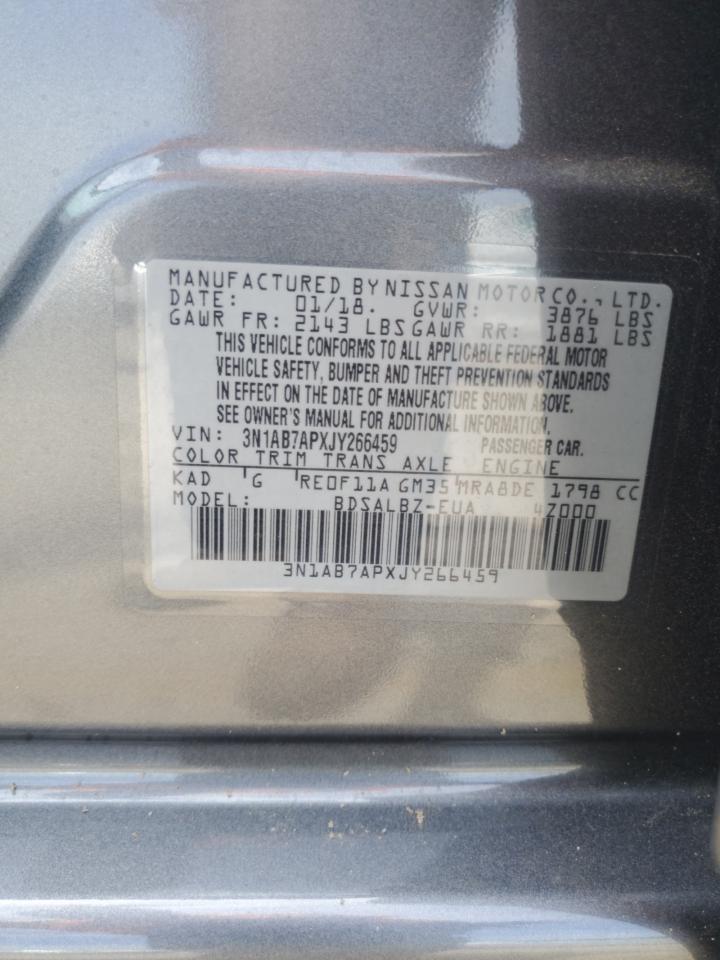 MANUFACTURED BY NISSAN MOTOR CO., LTD.
DATE: 01/18. GVWR: 3876 LBS
GAWR FR: 2143 LBS GAWR RR: 1881 LBS
THIS VEHICLE CONFORMS TO ALL APPLICABLE FEDERAL MOTOR
VEHICLE SAFETY, BUMPER AND THEFT PREVENTION STANDARDS
IN EFFECT ON THE DATE OF MANUFACTURE SHOWN ABOVE.
SEE OWNER'S MANUAL FOR ADDITIONAL INFORMATION.
VIN: 3N1AB7APXJY266459 PASSENGER CAR.
COLOR TRIM TRANS AXLE ENGINE
KAD G RE0F11A GM35 MRA8DE 1798 CC
MODEL: BDSALBZ-EUA 4Z000
3N1AB7APXJY266459